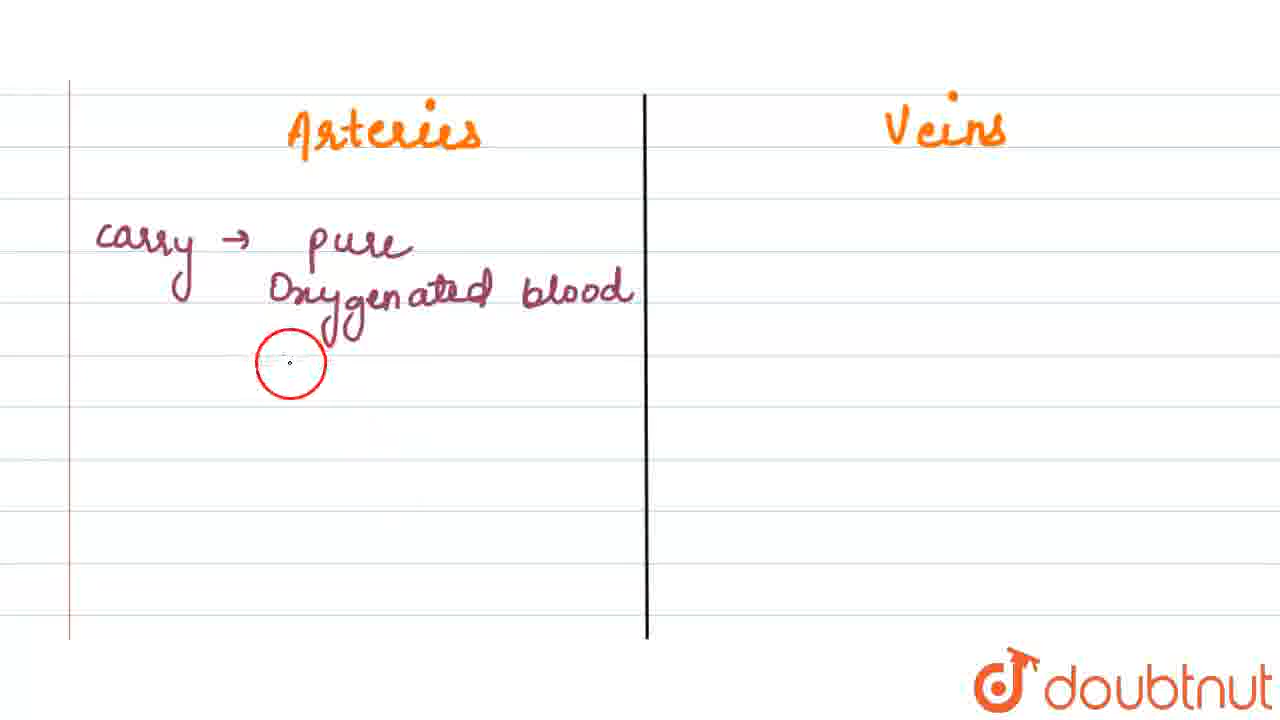 Arteries
Veins
carry → pure
Oxygenated blood
doubtnut